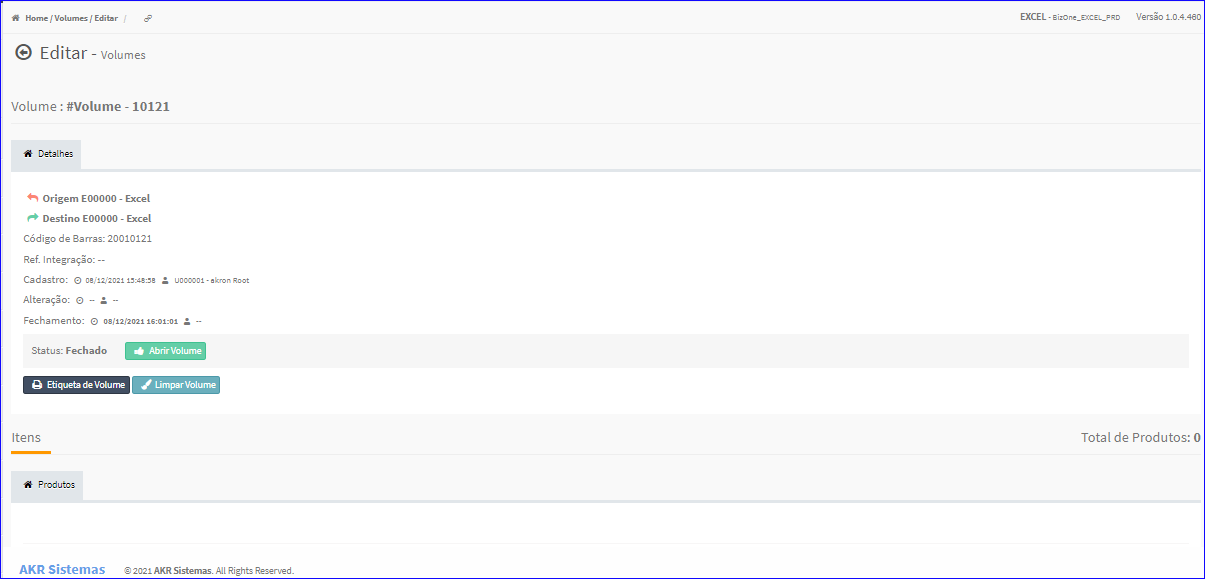 Home / Volumes / Editar /
EXCEL - BizOne_EXCEL_PRD Versão 1.0.4.460
Editar - Volumes
Volume : #Volume - 10121
Detalhes
Origem E00000 - Excel
Destino E00000 - Excel
Código de Barras: 20010121
Ref. Integração: --
Cadastro: 08/12/2021 15:48:58 U000001 - akron Root
Alteração: -- --
Fechamento: 08/12/2021 16:01:01 --
Status: Fechado Abrir Volume
Etiqueta de Volume Limpar Volume
Itens Total de Produtos: 0
Produtos
AKR Sistemas © 2021 AKR Sistemas. All Rights Reserved.